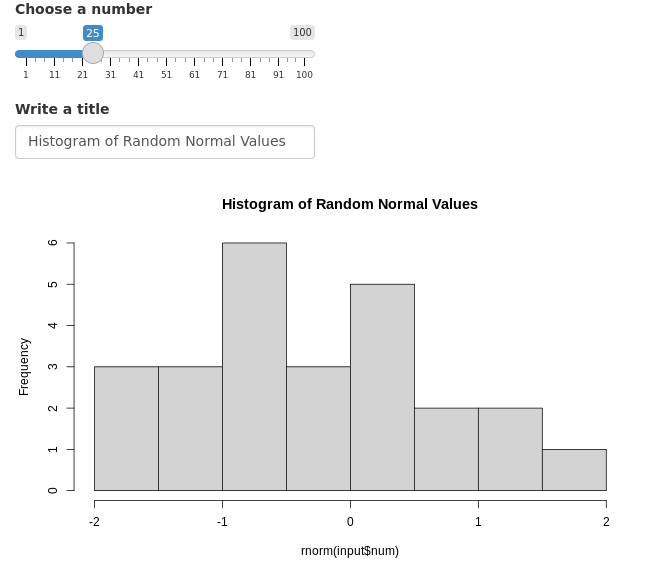 Choose a number
1 25 100
1 11 21 31 41 51 61 71 81 91 100
Write a title
Histogram of Random Normal Values
Histogram of Random Normal Values
6
5
4
3
2
1
0
Frequency
-2 -1 0 1 2
rnorm(input$num)